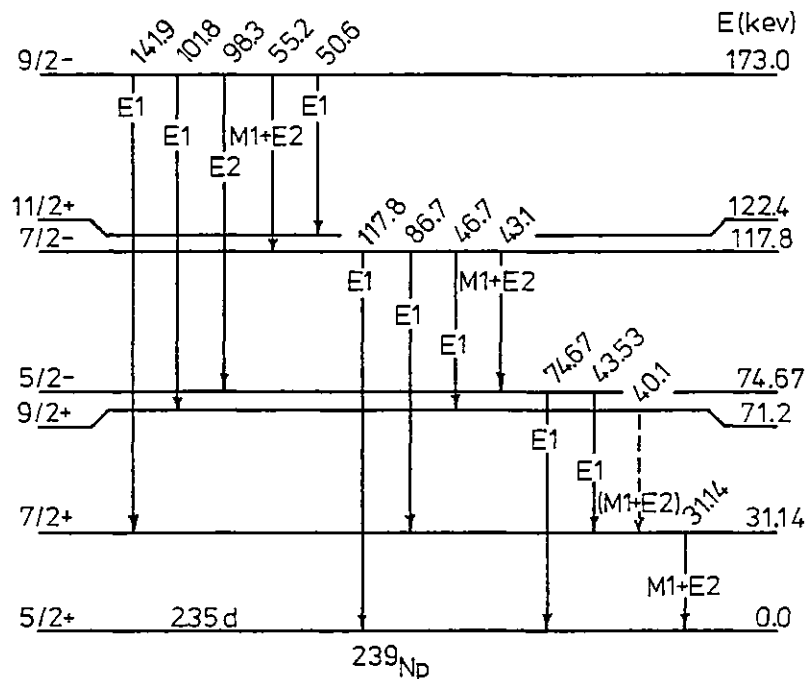 E(kev)
141.9 101.8 98.3 55.2 50.6
9/2- 173.0
E1 E1 E2 M1+E2 E1
11/2+ 122.4
7/2- 117.8
117.8 86.7 46.7 43.1
E1 E1 E1 M1+E2
5/2- 74.67
9/2+ 71.2
74.67 43.53 40.1
E1 E1 (M1+E2)
7/2+ 31.14
31.14
M1+E2
5/2+ 235d 0.0
239Np